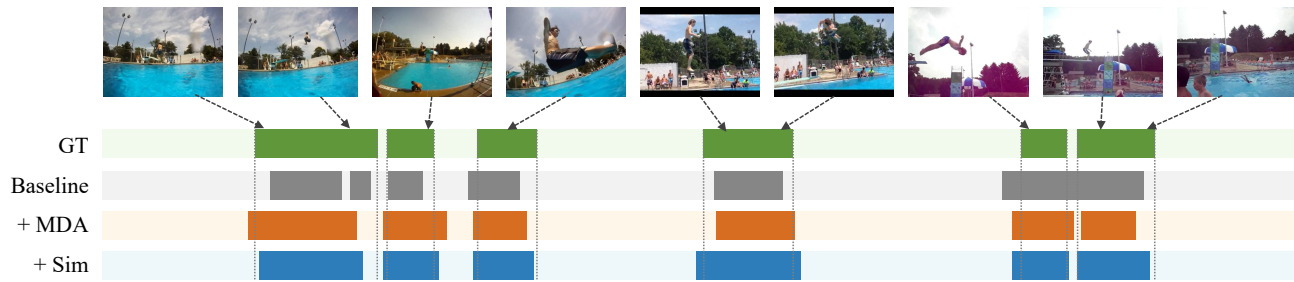 GT
Baseline
+ MDA
+ Sim